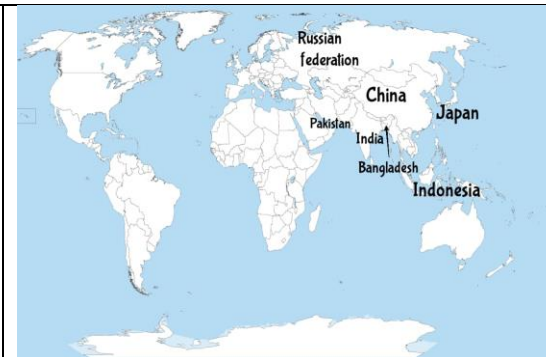 Russian
federation
China
Japan
Pakistan
India
Bangladesh
Indonesia